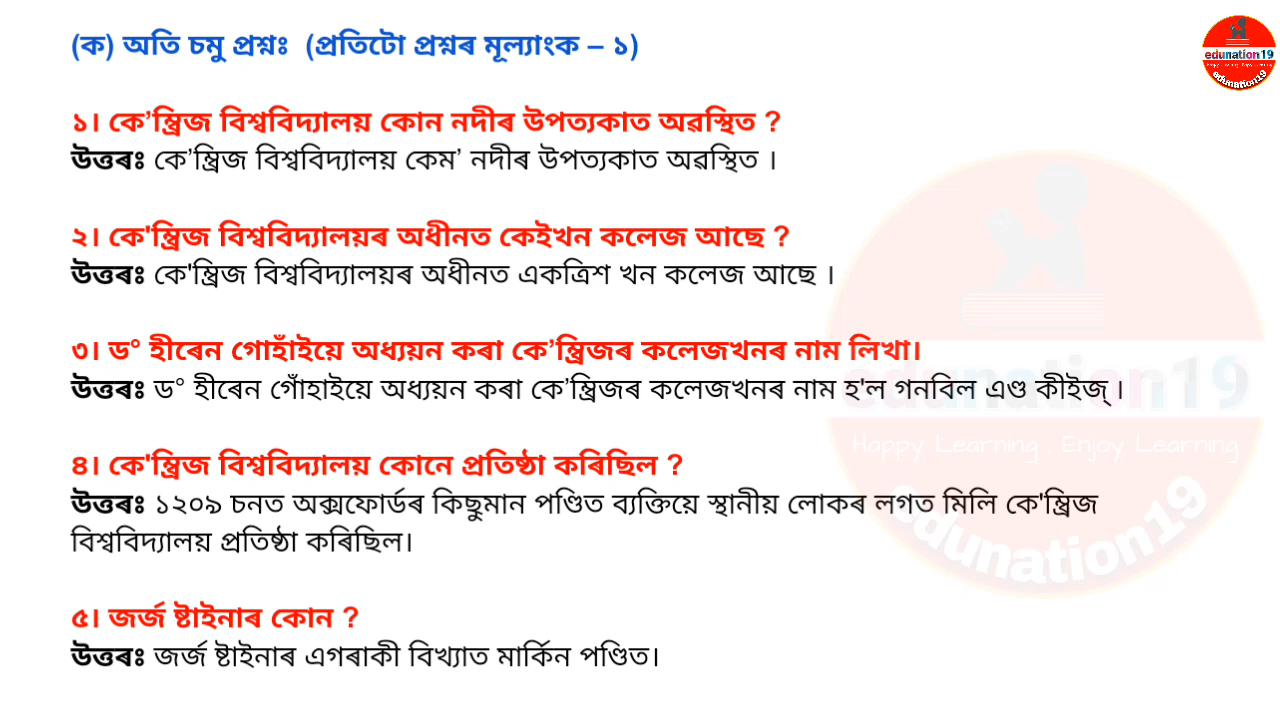 (ক) অতি চমু প্ৰশ্নঃ (প্ৰতিটো প্ৰশ্নৰ মূল্যাংক – ১)
edunation19
Happy Learning, Enjoy Learning
edunation19
১। কে’ম্ব্ৰিজ বিশ্ববিদ্যালয় কোন নদীৰ উপত্যকাত অৱস্থিত ?
উত্তৰঃ কে’ম্ব্ৰিজ বিশ্ববিদ্যালয় কেম’ নদীৰ উপত্যকাত অৱস্থিত ।
২। কে'ম্ব্ৰিজ বিশ্ববিদ্যালয়ৰ অধীনত কেইখন কলেজ আছে ?
উত্তৰঃ কে'ম্ব্ৰিজ বিশ্ববিদ্যালয়ৰ অধীনত একত্ৰিশ খন কলেজ আছে ।
৩। ড° হীৰেন গোহাঁইয়ে অধ্যয়ন কৰা কে’ম্ব্ৰিজৰ কলেজখনৰ নাম লিখা।
উত্তৰঃ ড° হীৰেন গোঁহাইয়ে অধ্যয়ন কৰা কে’ম্ব্ৰিজৰ কলেজখনৰ নাম হ'ল গনবিল এণ্ড কীইজ্ ।
edunation19
Happy Learning , Enjoy Learning
৪। কে'ম্ব্ৰিজ বিশ্ববিদ্যালয় কোনে প্ৰতিষ্ঠা কৰিছিল ?
উত্তৰঃ ১২০৯ চনত অক্সফোৰ্ডৰ কিছুমান পণ্ডিত ব্যক্তিয়ে স্থানীয় লোকৰ লগত মিলি কে'ম্ব্ৰিজ
বিশ্ববিদ্যালয় প্ৰতিষ্ঠা কৰিছিল।
edunation19
৫। জৰ্জ ষ্টাইনাৰ কোন ?
উত্তৰঃ জৰ্জ ষ্টাইনাৰ এগৰাকী বিখ্যাত মাৰ্কিন পণ্ডিত।